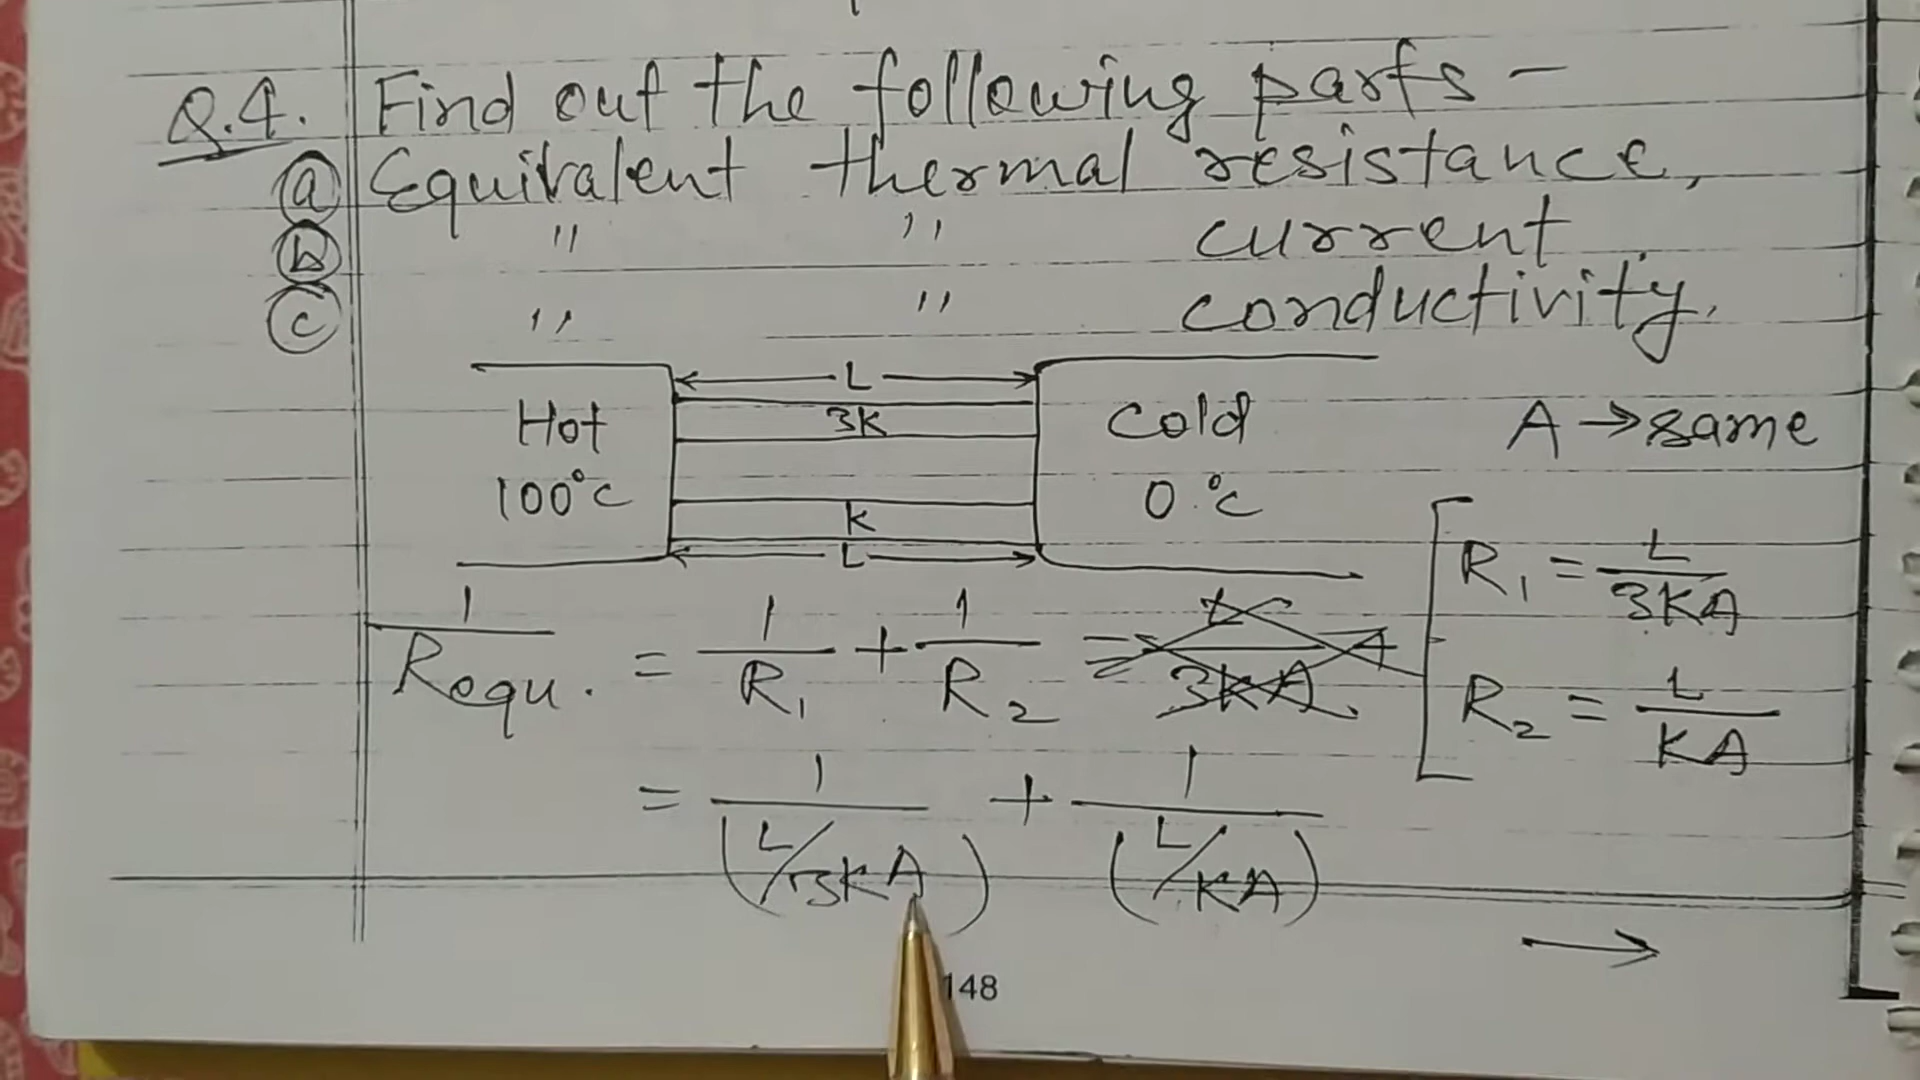 Q.4. Find out the following parts -
(a) Equivalent thermal resistance,
(b) " " current
(c) " " conductivity.
L
3K
Hot Cold A → same
100°C 0°C
K
L
R₁ = L/3KA
1/Requ. = 1/R₁ + 1/R₂ =
R₂ = L/KA
= 1/(L/3KA) + 1/(L/KA)
→
148